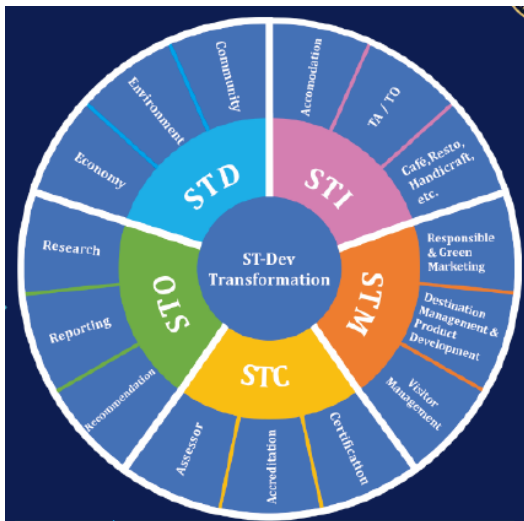 ST-Dev
Transformation
STD
Economy
Environment
Community
STI
Accomodation
TA / TO
Café,Resto,
Handicraft,
etc.
STM
Responsible
& Green
Marketing
Destination
Management &
Product
Development
Visitor
Management
STC
Certification
Accreditation
Assessor
STO
Recommendation
Reporting
Research